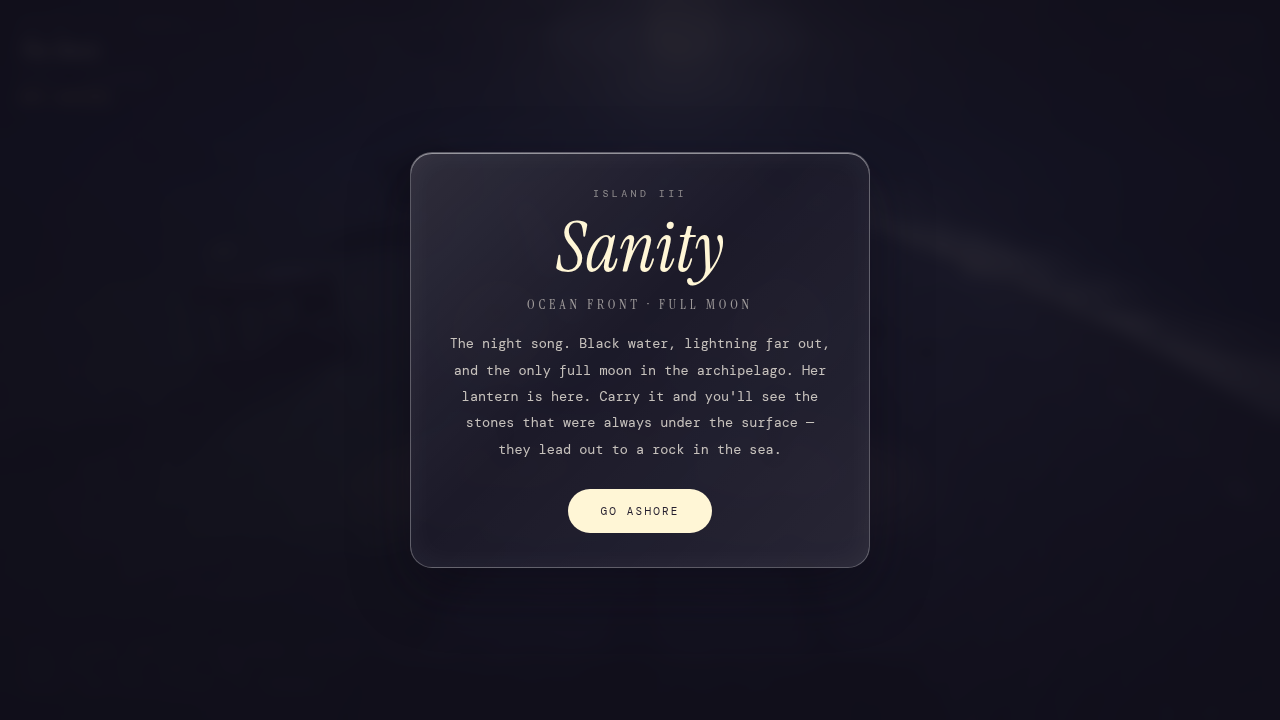 ISLAND III
Sanity
OCEAN FRONT · FULL MOON
The night song. Black water, lightning far out,
and the only full moon in the archipelago. Her
lantern is here. Carry it and you'll see the
stones that were always under the surface —
they lead out to a rock in the sea.
GO ASHORE